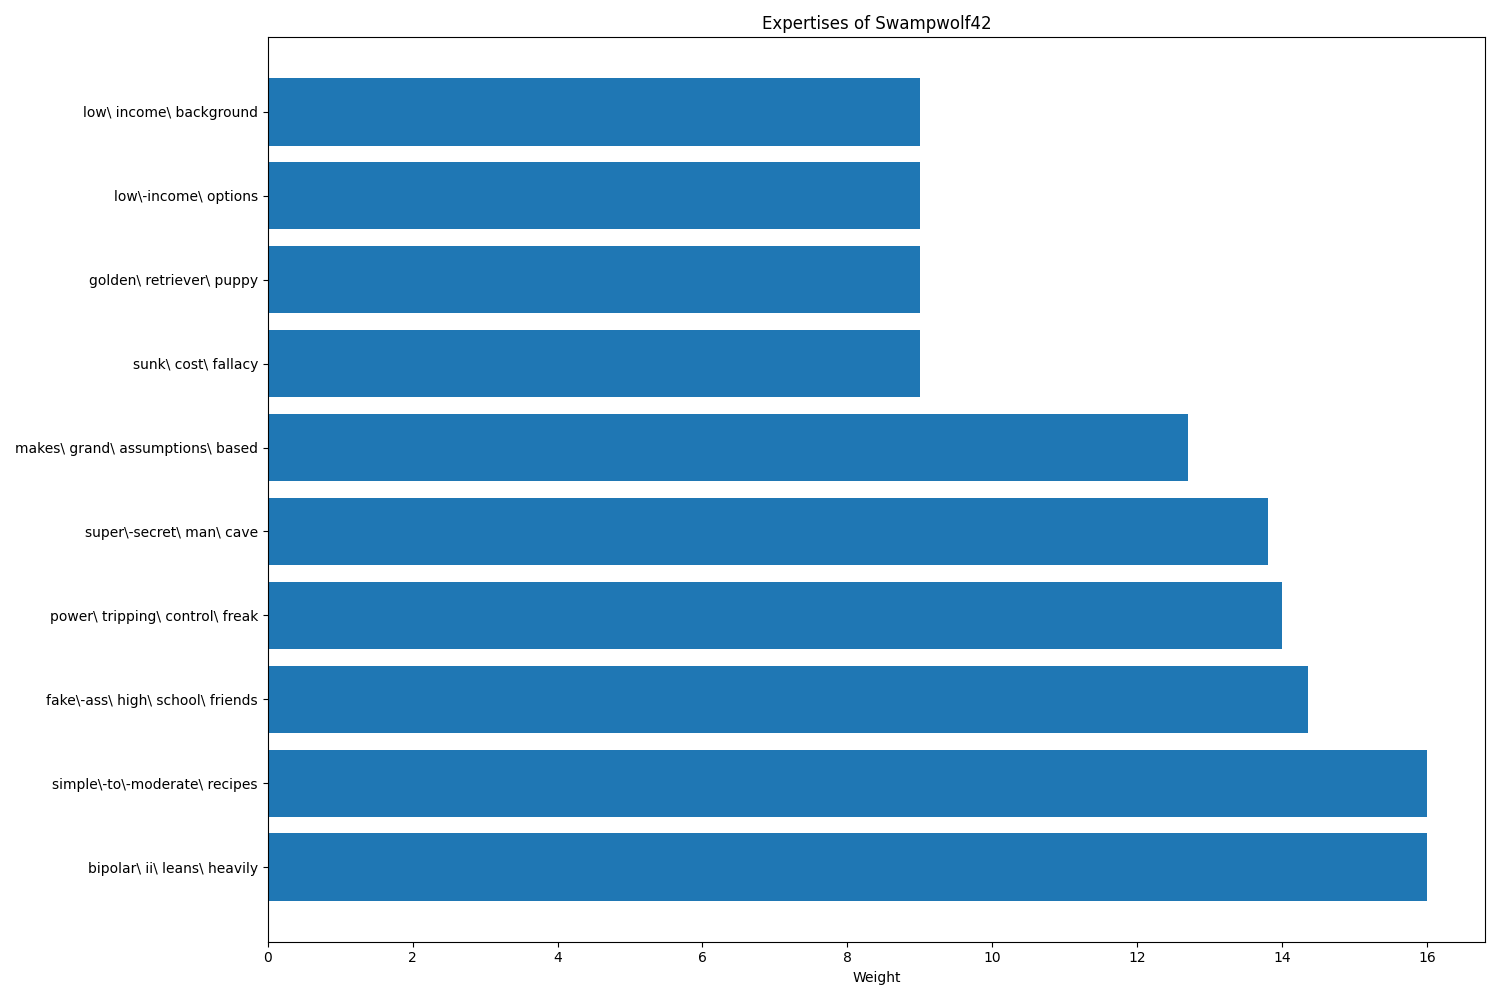 Expertises of Swampwolf42
low\ income\ background
low\-income\ options
golden\ retriever\ puppy
sunk\ cost\ fallacy
makes\ grand\ assumptions\ based
super\-secret\ man\ cave
power\ tripping\ control\ freak
fake\-ass\ high\ school\ friends
simple\-to\-moderate\ recipes
bipolar\ ii\ leans\ heavily
0 2 4 6 8 10 12 14 16
Weight